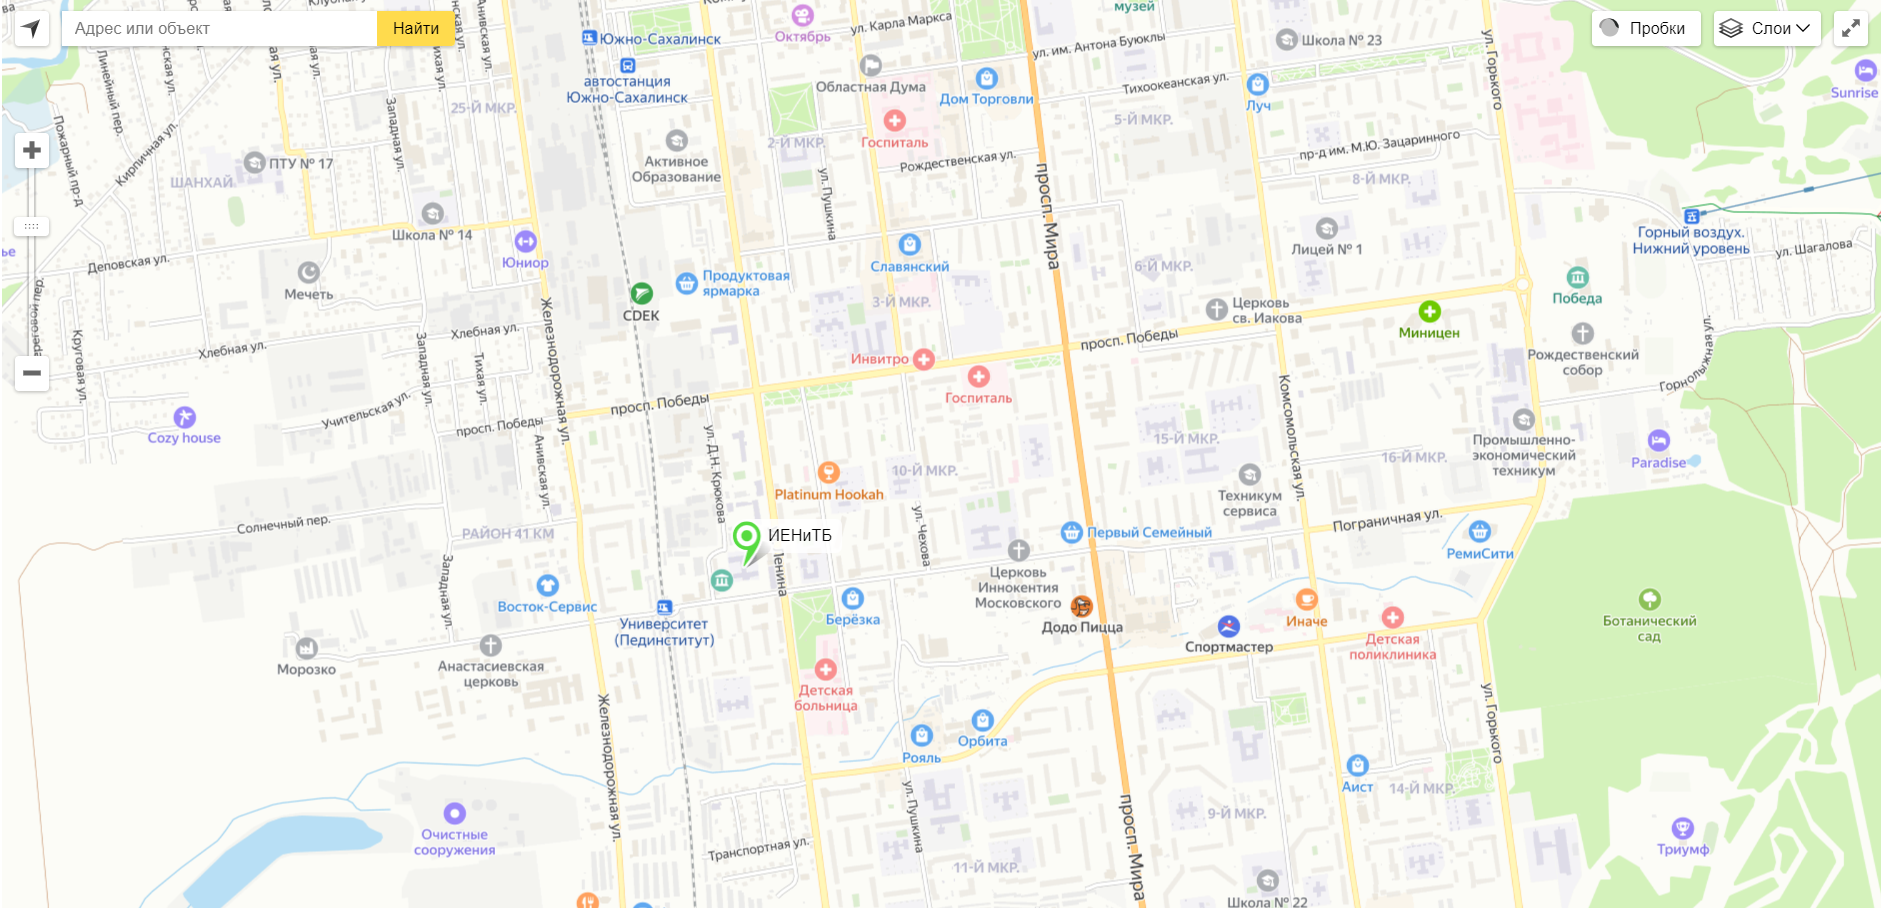 Адрес или объект
Найти
Пробки
Слои
музей
Октябрь
ул. Карла Маркса
Южно-Сахалинск
ул. им. Антона Буюклы
Школа № 23
ул. Горького
автостанция
Южно-Сахалинск
Областная Дума
Дом Торговли
Тихоокеанская ул.
Луч
Sunrise
Линейный пер.
Анивская ул.
25-Й МКР.
Западная ул.
Пожарный пр-д
Кирпичная ул.
5-Й МКР.
Госпиталь
2-Й МКР.
Активное
Образование
Рождественская ул.
пр-д им. М.Ю. Зацаринного
ПТУ № 17
ШАНХАЙ
8-Й МКР.
ул. Пушкина
просп. Мира
Школа № 14
Юниор
Лицей № 1
Горный воздух.
Нижний уровень
ул. Шагалова
Деповская ул.
Мечеть
Славянский
6-Й МКР.
Продуктовая
ярмарка
3-Й МКР.
Победа
CDEK
Церковь
св. Иакова
Миницен
Железнодорожная ул.
Хлебная ул.
Хлебная ул.
Круговая ул.
Западная ул.
Тихая ул.
просп. Победы
Инвитро
Рождественский
собор
Горнолыжная ул.
Госпиталь
Комсомольская ул.
Учительская ул.
просп. Победы
просп. Победы
Cozy house
Анивская ул.
ул. Д.Н. Крюкова
15-Й МКР.
16-Й МКР.
Промышленно-
экономический
техникум
Paradise
10-Й МКР.
Platinum Hookah
Техникум
сервиса
Солнечный пер.
РАЙОН 41 КМ
ул. Чехова
Пограничная ул.
ИЕНиТБ
Ленина
Первый Семейный
РемиСити
Церковь
Иннокентия
Московского
Западная ул.
Восток-Сервис
Университет
(Пединститут)
Берёзка
Додо Пицца
Иначе
Спортмастер
Детская
поликлиника
Ботанический
сад
Морозко
Анастасиевская
церковь
Детская
больница
Железнодорожная ул.
ул. Горького
Рояль
Орбита
Аист
14-Й МКР.
Очистные
сооружения
ул. Пушкина
просп. Мира
9-Й МКР.
Триумф
Транспортная ул.
11-Й МКР.
Школа № 22